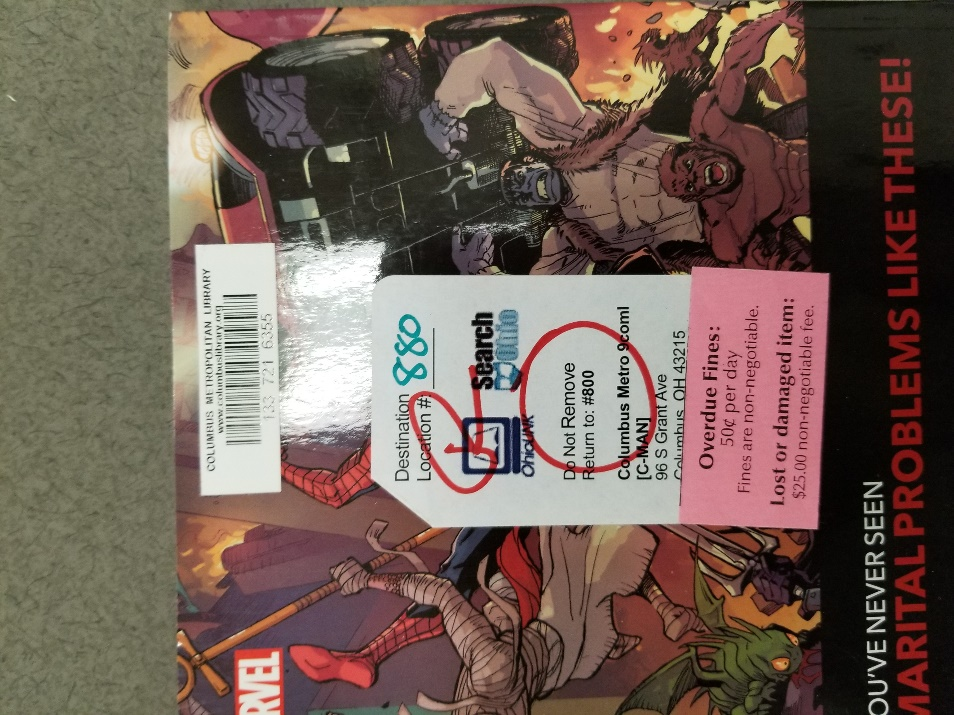 COLUMBUS METROPOLITAN LIBRARY
www.columbuslibrary.org
133 721 6355
Destination
Location #: 880
OhioLINK
Search
Ohio
Do Not Remove
Return to: #800
Columbus Metro 9coml
[C-MAN]
96 S Grant Ave
Columbus, OH 43215
Overdue Fines:
50¢ per day
Fines are non-negotiable.
Lost or damaged item:
$25.00 non-negotiable fee.
RVEL
OU'VE NEVER SEEN
MARITAL PROBLEMS LIKE THESE!